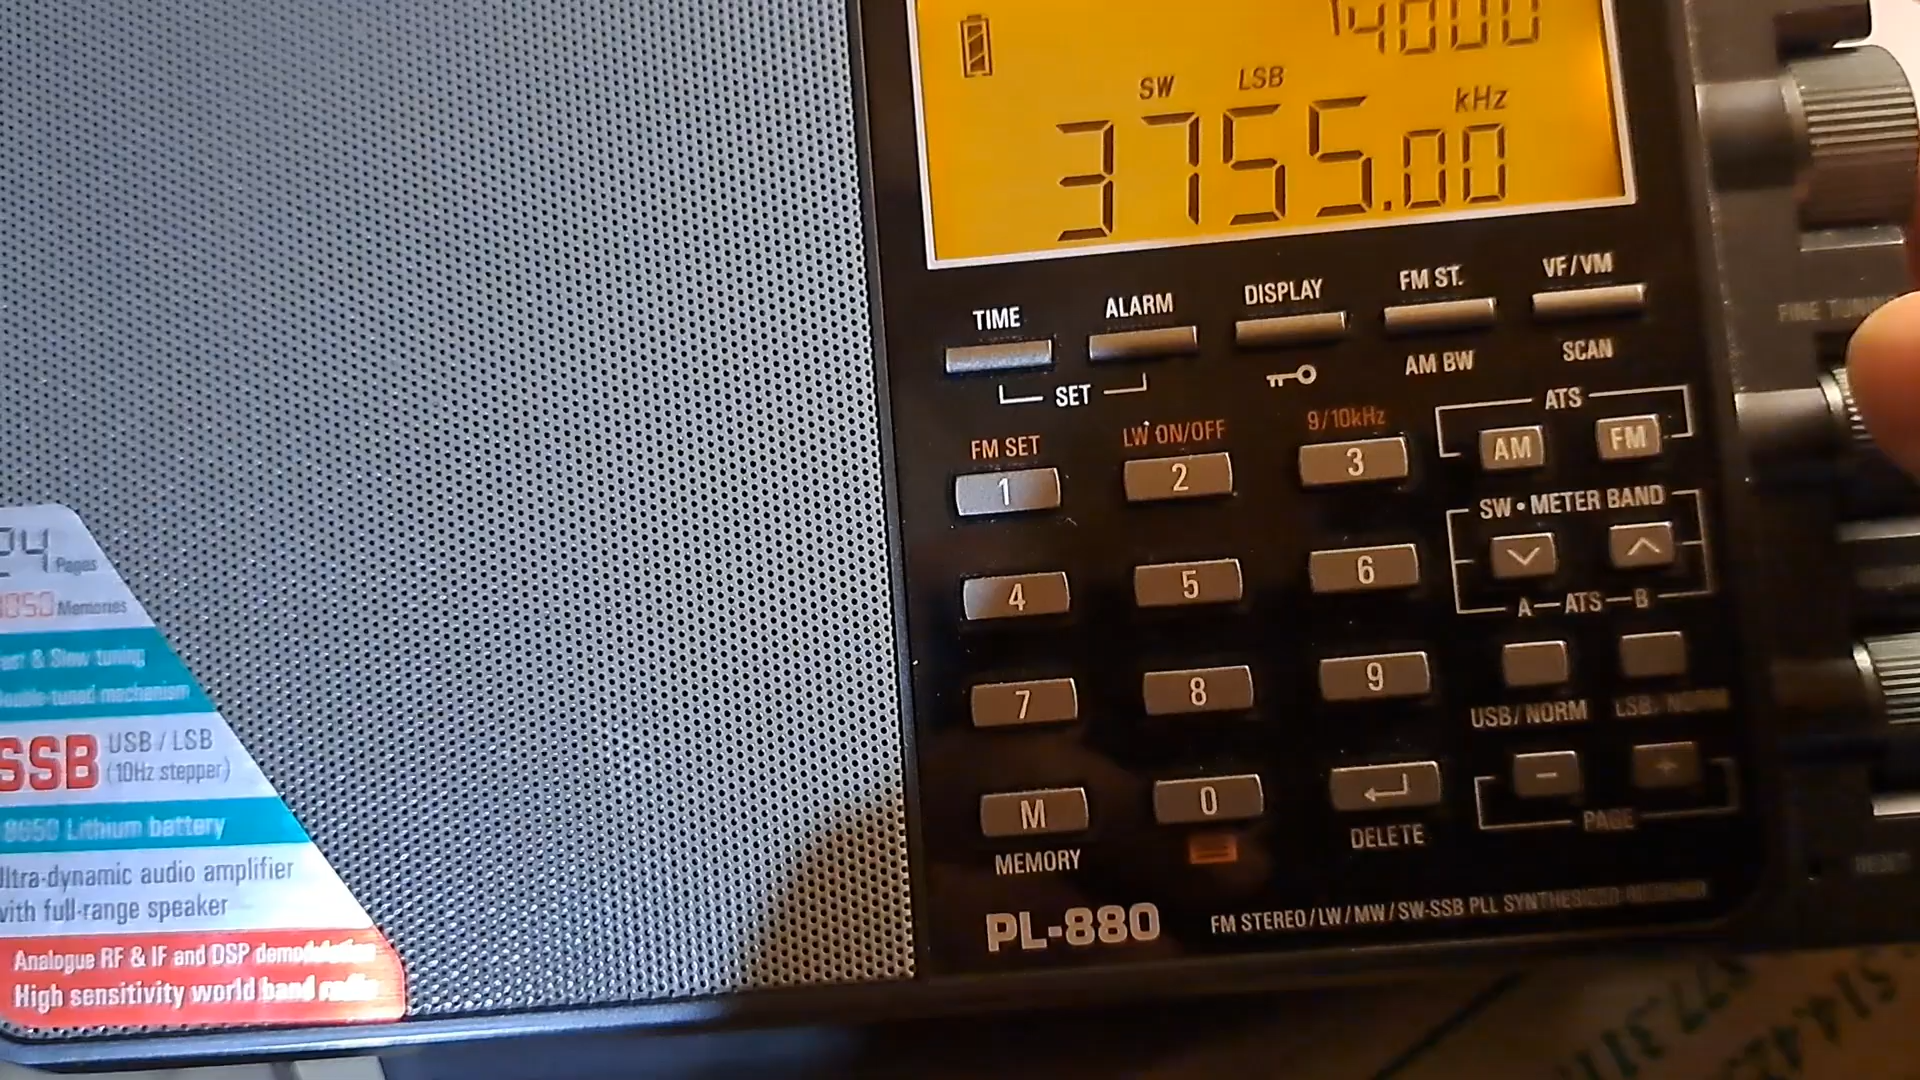 SW LSB kHz
3755.00
TIME ALARM DISPLAY FM ST. VF/VM
SET AM BW SCAN
FM SET LW ON/OFF 9/10kHz ATS
1 2 3 AM FM
SW • METER BAND
4 5 6
A—ATS—B
7 8 9
USB/NORM LSB/NORM
M 0 - +
MEMORY DELETE PAGE
PL-880 FM STEREO/LW/MW/SW-SSB PLL SYNTHESIZED RECEIVER
FINE TUNING
RESET
24 Pages
Memories
Fast & Slow tuning
Double-tuned mechanism
SSB USB / LSB
(10Hz stepper)
Lithium battery
Ultra-dynamic audio amplifier
with full-range speaker
Analogue RF & IF and DSP demodulation
High sensitivity world band radio